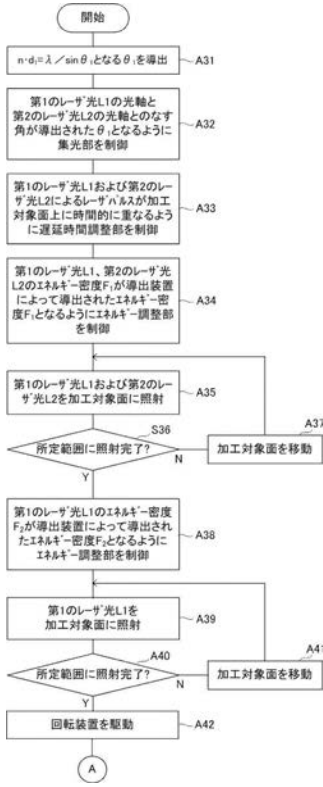 開始
n・d₁=λ／sinθ₁となるθ₁を導出
A31
第1のレーザ光L1の光軸と
第2のレーザ光L2の光軸とのなす
角が導出されたθ₁となるように
集光部を制御
A32
第1のレーザ光L1および第2のレー
ザ光L2によるレーザパルスが加工
対象面上に時間的に重なるよう
に遅延時間調整部を制御
A33
第1のレーザ光L1、第2のレーザ
光L2のエネルギー密度F₁が導出装置
によって導出されたエネルギー密
度F₁となるようにエネルギー調整部
を制御
A34
第1のレーザ光L1および第2のレー
ザ光L2を加工対象面に照射
A35
S36
所定範囲に照射完了?
N
Y
加工対象面を移動
A37
第1のレーザ光L1のエネルギー密度
F₂が導出装置によって導出され
たエネルギー密度F₂となるように
エネルギー調整部を制御
A38
第1のレーザ光L1を
加工対象面に照射
A39
A40
所定範囲に照射完了?
N
Y
加工対象面を移動
A41
回転装置を駆動
A42
A